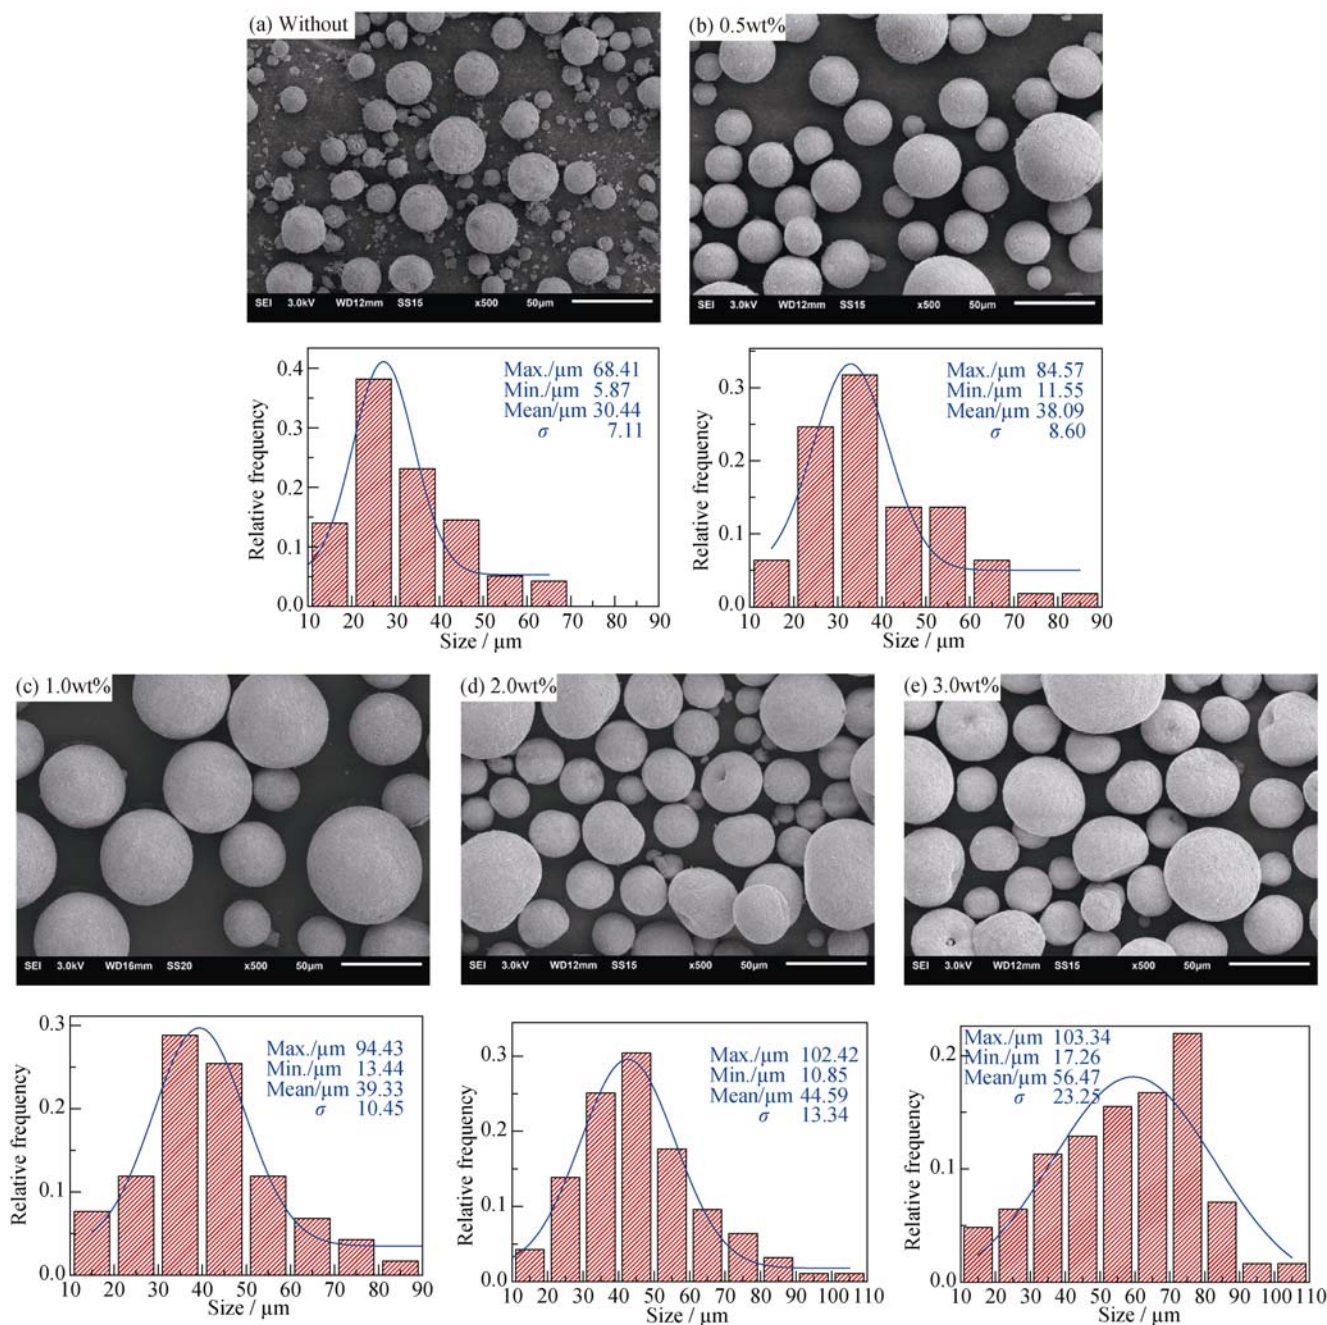 (a) Without
SEI 3.0kV WD12mm SS15 x500 50µm
(b) 0.5wt%
SEI 3.0kV WD12mm SS15 x500 50µm
Relative frequency
0.4
0.3
0.2
0.1
0.0
Max./µm 68.41
Min./µm 5.87
Mean/µm 30.44
σ 7.11
10 20 30 40 50 60 70 80 90
Size / µm
Relative frequency
0.3
0.2
0.1
0.0
Max./µm 84.57
Min./µm 11.55
Mean/µm 38.09
σ 8.60
10 20 30 40 50 60 70 80 90
Size / µm
(c) 1.0wt%
SEI 3.0kV WD16mm SS20 x500 50µm
(d) 2.0wt%
SEI 3.0kV WD12mm SS15 x500 50µm
(e) 3.0wt%
SEI 3.0kV WD12mm SS15 x500 50µm
Relative frequency
0.3
0.2
0.1
0.0
Max./µm 94.43
Min./µm 13.44
Mean/µm 39.33
σ 10.45
10 20 30 40 50 60 70 80 90
Size / µm
Relative frequency
0.3
0.2
0.1
0.0
Max./µm 102.42
Min./µm 10.85
Mean/µm 44.59
σ 13.34
10 20 30 40 50 60 70 80 90 100 110
Size / µm
Relative frequency
0.2
0.1
0.0
Max./µm 103.34
Min./µm 17.26
Mean/µm 56.47
σ 23.25
10 20 30 40 50 60 70 80 90 100 110
Size / µm